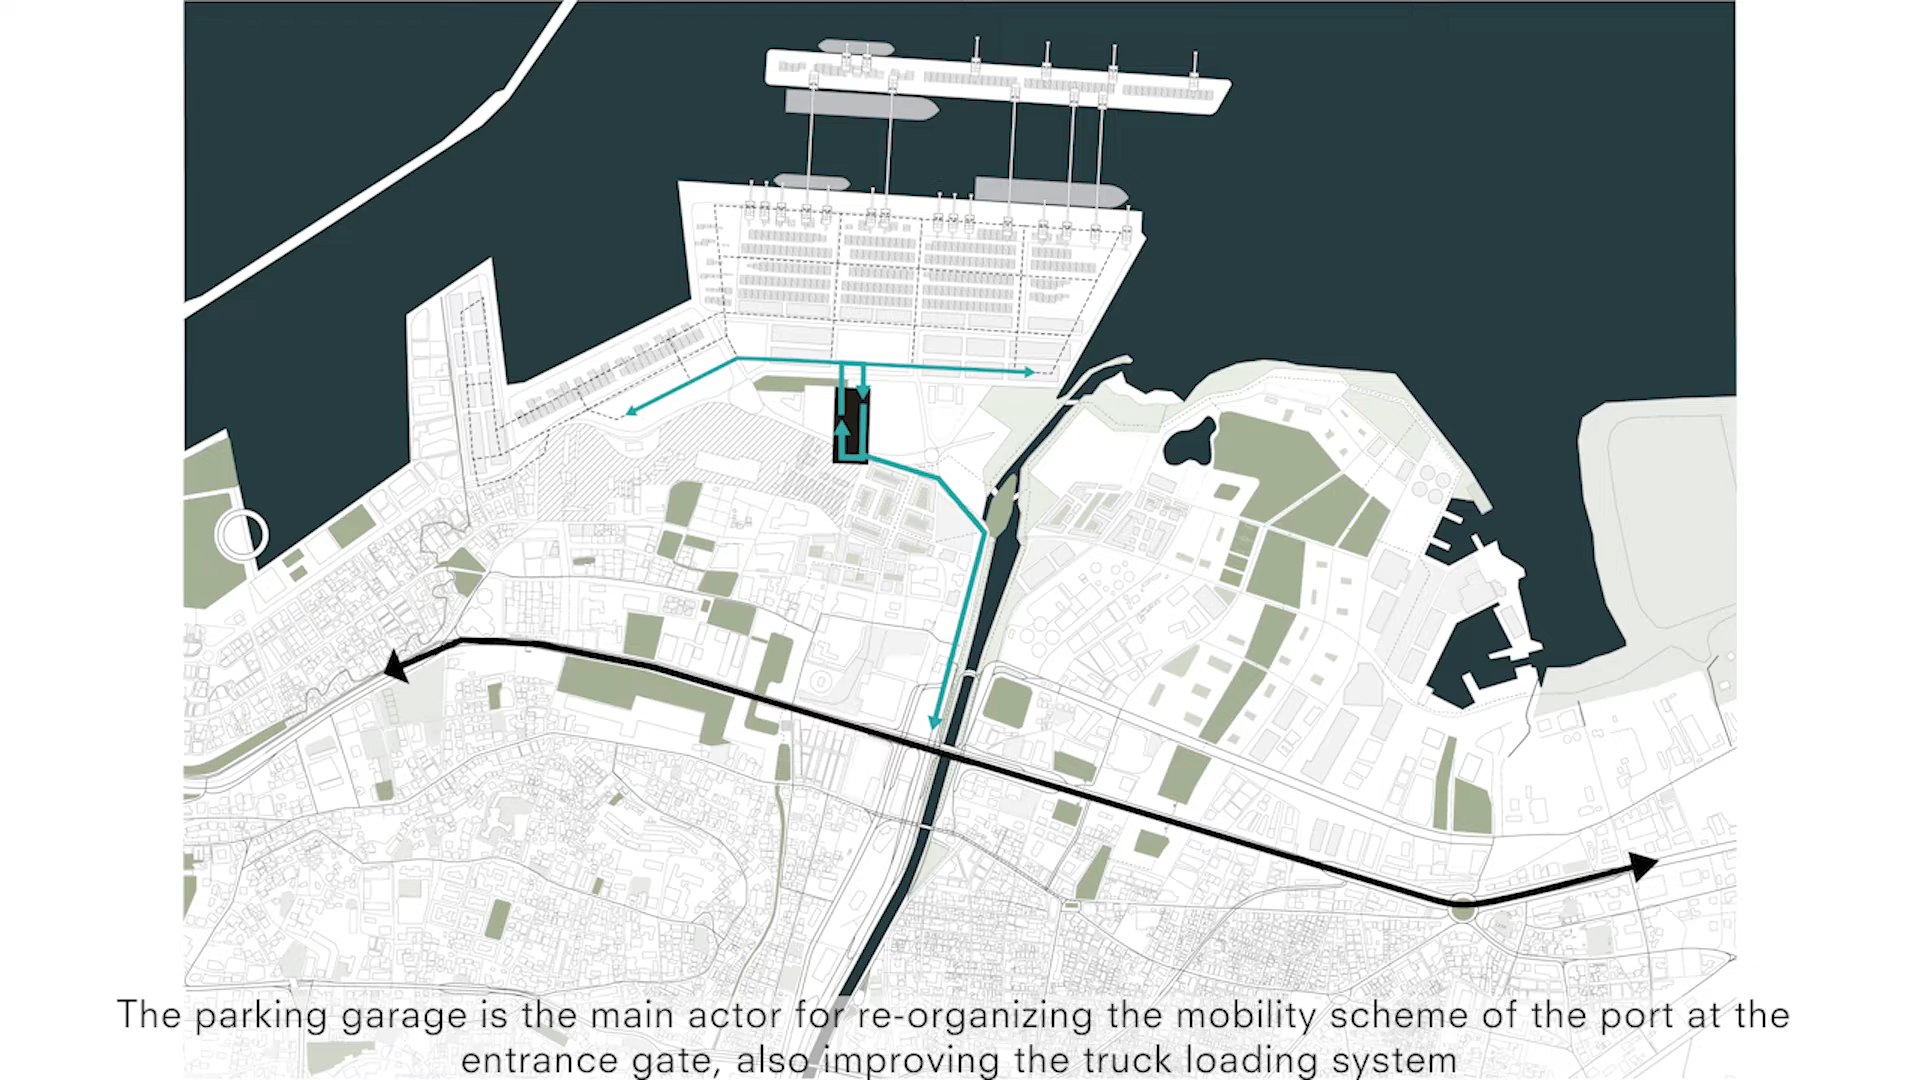 The parking garage is the main actor for re-organizing the mobility scheme of the port at the
entrance gate, also improving the truck loading system